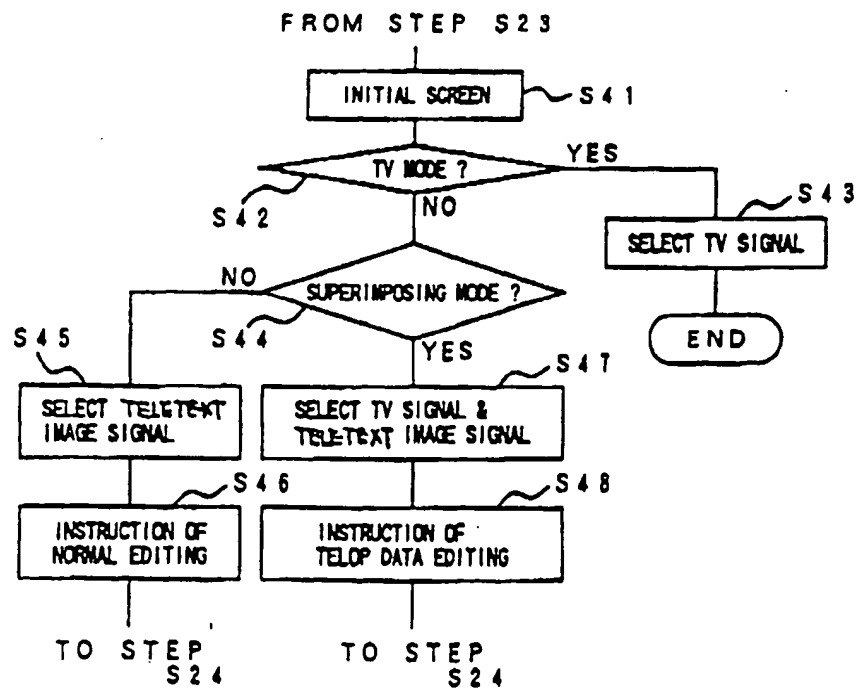 FROM STEP S23
INITIAL SCREEN
S41
TV MODE ?
YES
S42
NO
S43
SELECT TV SIGNAL
END
SUPERIMPOSING MODE ?
NO
S44
YES
S45
SELECT TELETEXT
IMAGE SIGNAL
S47
SELECT TV SIGNAL &
TELETEXT IMAGE SIGNAL
S46
INSTRUCTION OF
NORMAL EDITING
S48
INSTRUCTION OF
TELOP DATA EDITING
TO STEP
S24
TO STEP
S24